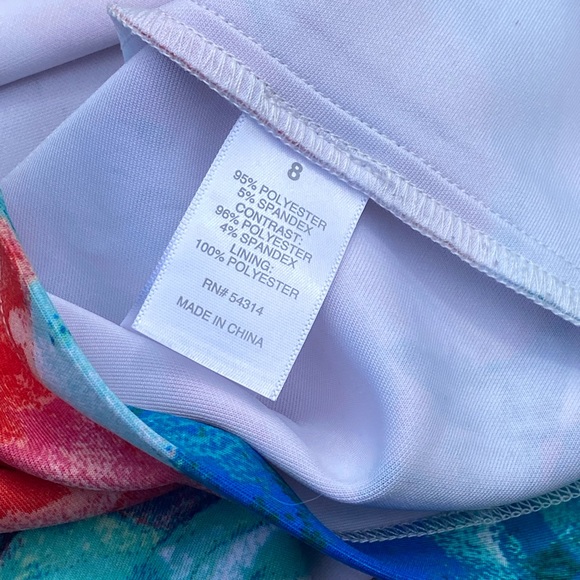 8
95% POLYESTER
5% SPANDEX
CONTRAST:
96% POLYESTER
4% SPANDEX
LINING:
100% POLYESTER
RN# 54314
MADE IN CHINA